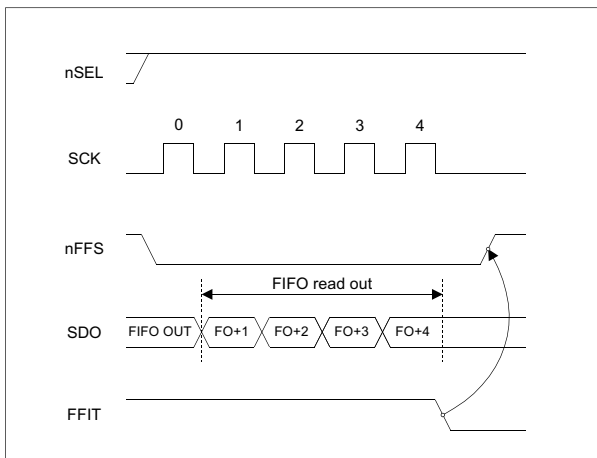 nSEL
0 1 2 3 4
SCK
nFFS
FIFO read out
SDO FIFO OUT FO+1 FO+2 FO+3 FO+4
FFIT